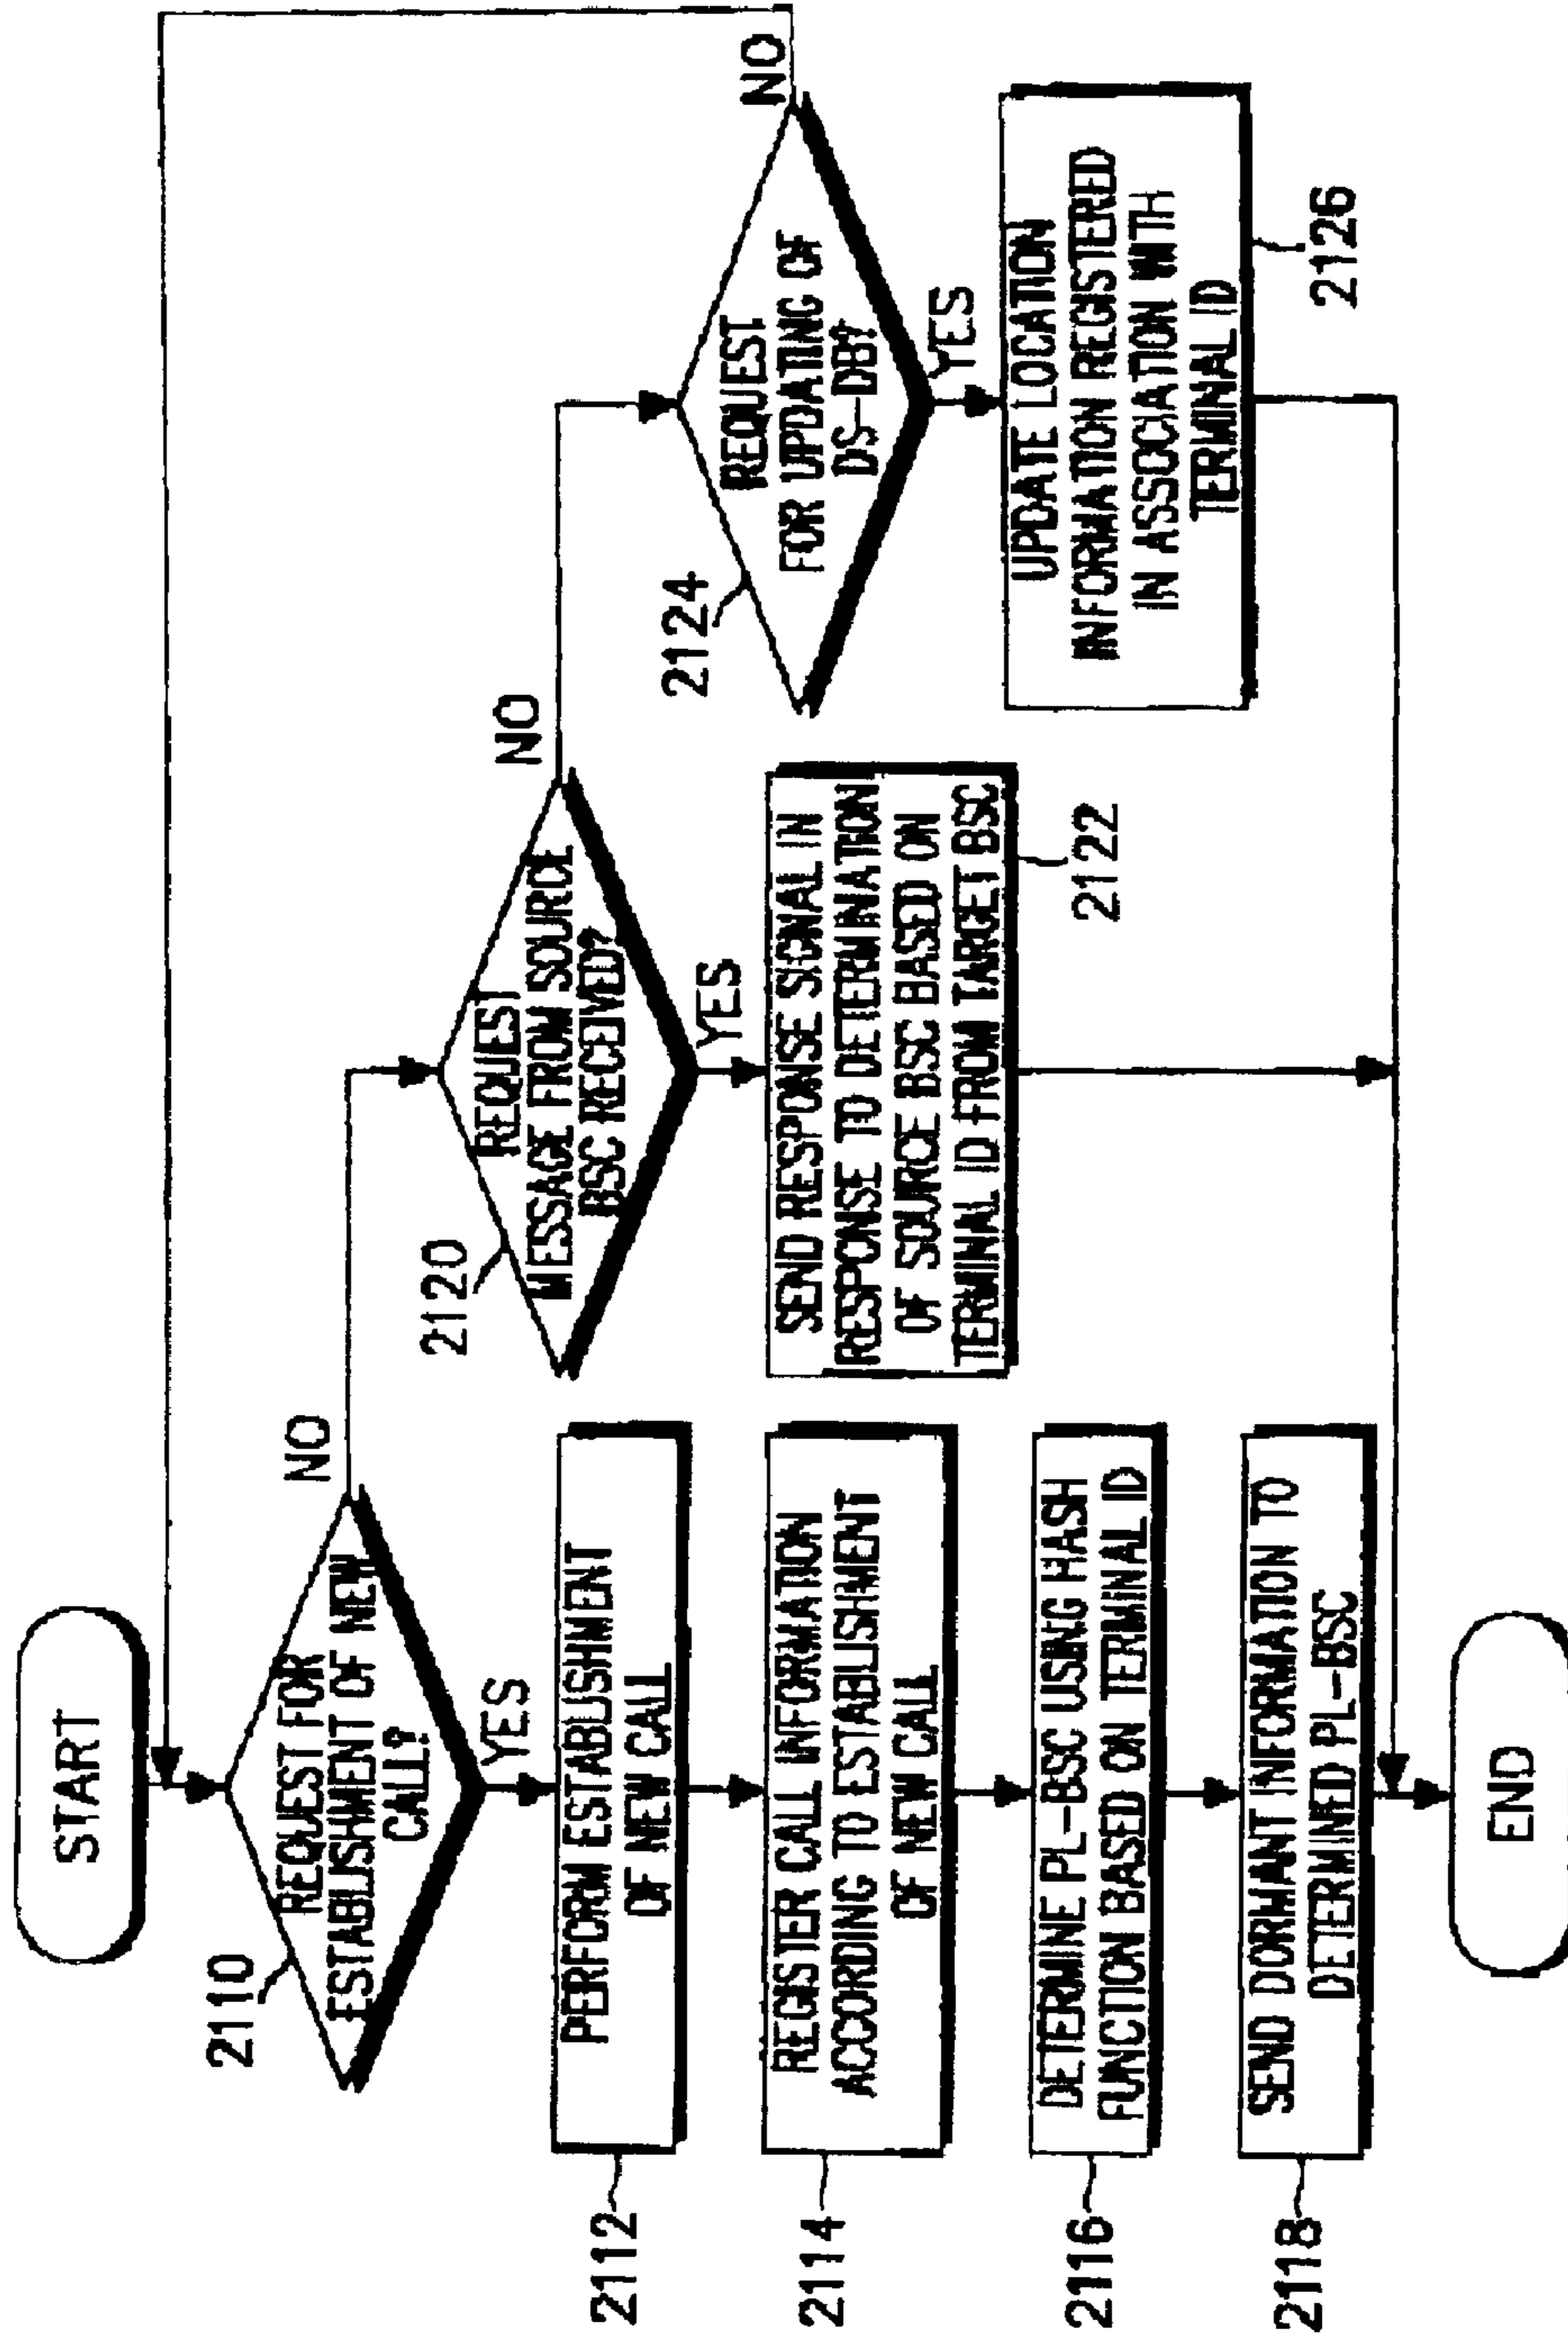 START
2110
REQUEST FOR
ESTABLISHMENT OF NEW
CALL?
NO
YES
2112
PERFORM ESTABLISHMENT
OF NEW CALL
2114
REGISTER CALL INFORMATION
ACCORDING TO ESTABLISHMENT
OF NEW CALL
2116
DETERMINE PL-BSC USING HASH
FUNCTION BASED ON TERMINAL ID
2118
SEND DORMANT INFORMATION TO
DETERMINED PL-BSC
END
2120
REQUEST
MESSAGE FROM SOURCE
BSC RECEIVED?
NO
YES
SEND RESPONSE SIGNAL IN
RESPONSE TO DETERMINATION
OF SOURCE BSC BASED ON
TERMINAL ID FROM TARGET BSC
2122
2124
REQUEST
FOR UPDATING OF
DS-DB?
NO
YES
UPDATE LOCATION
INFORMATION REGISTERED
IN ASSOCIATION WITH
TERMINAL ID
2126